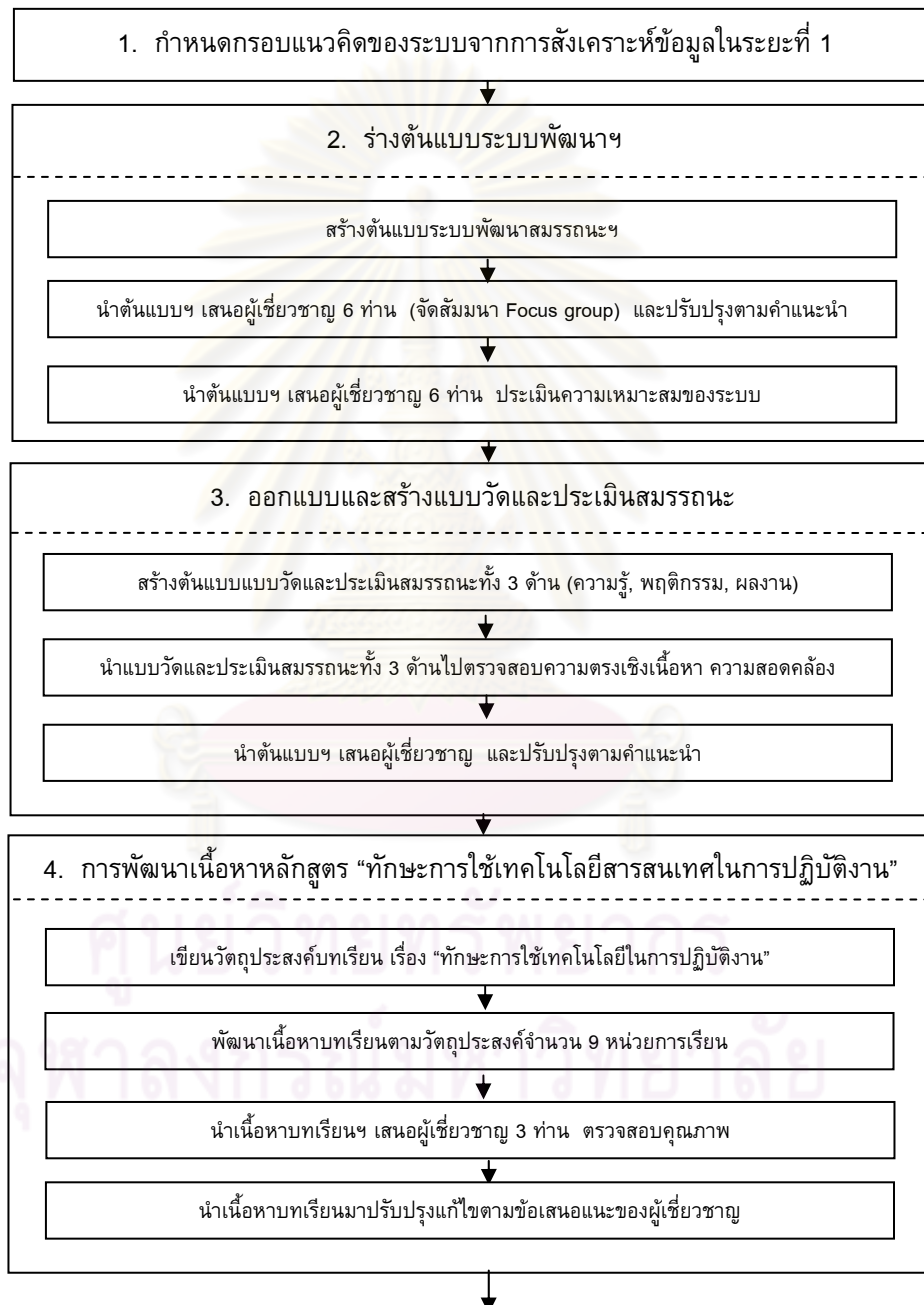 1. กำหนดกรอบแนวคิดของระบบจากการสังเคราะห์ข้อมูลในระยะที่ 1
2. ร่างต้นแบบระบบพัฒนาฯ
สร้างต้นแบบระบบพัฒนาสมรรถนะฯ
นำต้นแบบฯ เสนอผู้เชี่ยวชาญ 6 ท่าน (จัดสัมมนา Focus group) และปรับปรุงตามคำแนะนำ
นำต้นแบบฯ เสนอผู้เชี่ยวชาญ 6 ท่าน ประเมินความเหมาะสมของระบบ
3. ออกแบบและสร้างแบบวัดและประเมินสมรรถนะ
สร้างต้นแบบแบบวัดและประเมินสมรรถนะทั้ง 3 ด้าน (ความรู้, พฤติกรรม, ผลงาน)
นำแบบวัดและประเมินสมรรถนะทั้ง 3 ด้านไปตรวจสอบความตรงเชิงเนื้อหา ความสอดคล้อง
นำต้นแบบฯ เสนอผู้เชี่ยวชาญ และปรับปรุงตามคำแนะนำ
4. การพัฒนาเนื้อหาหลักสูตร “ทักษะการใช้เทคโนโลยีสารสนเทศในการปฏิบัติงาน”
ศูนย์วิทยทรัพยากร
เขียนวัตถุประสงค์บทเรียน เรื่อง “ทักษะการใช้เทคโนโลยีในการปฏิบัติงาน”
พัฒนาเนื้อหาบทเรียนตามวัตถุประสงค์จำนวน 9 หน่วยการเรียน
จุฬาลงกรณ์มหาวิทยาลัย
นำเนื้อหาบทเรียนฯ เสนอผู้เชี่ยวชาญ 3 ท่าน ตรวจสอบคุณภาพ
นำเนื้อหาบทเรียนมาปรับปรุงแก้ไขตามข้อเสนอแนะของผู้เชี่ยวชาญ